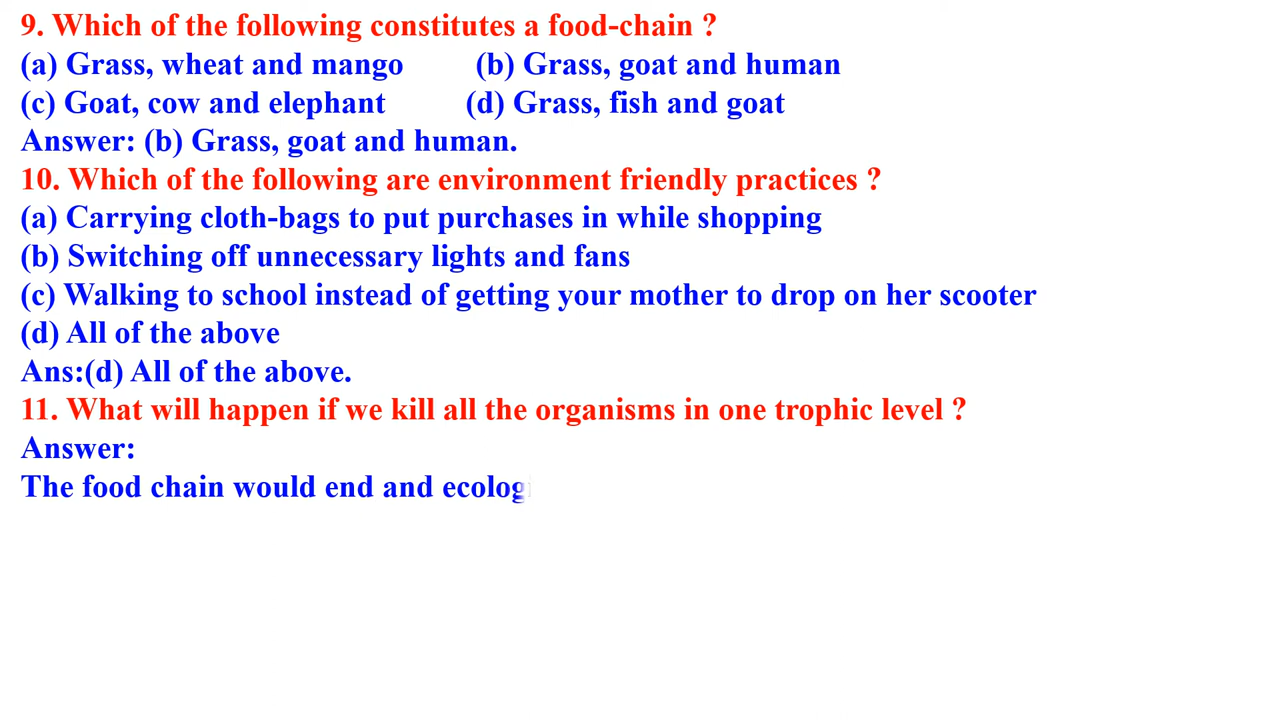 9. Which of the following constitutes a food-chain ?
(a) Grass, wheat and mango (b) Grass, goat and human
(c) Goat, cow and elephant (d) Grass, fish and goat
Answer: (b) Grass, goat and human.
10. Which of the following are environment friendly practices ?
(a) Carrying cloth-bags to put purchases in while shopping
(b) Switching off unnecessary lights and fans
(c) Walking to school instead of getting your mother to drop on her scooter
(d) All of the above
Ans:(d) All of the above.
11. What will happen if we kill all the organisms in one trophic level ?
Answer:
The food chain would end and